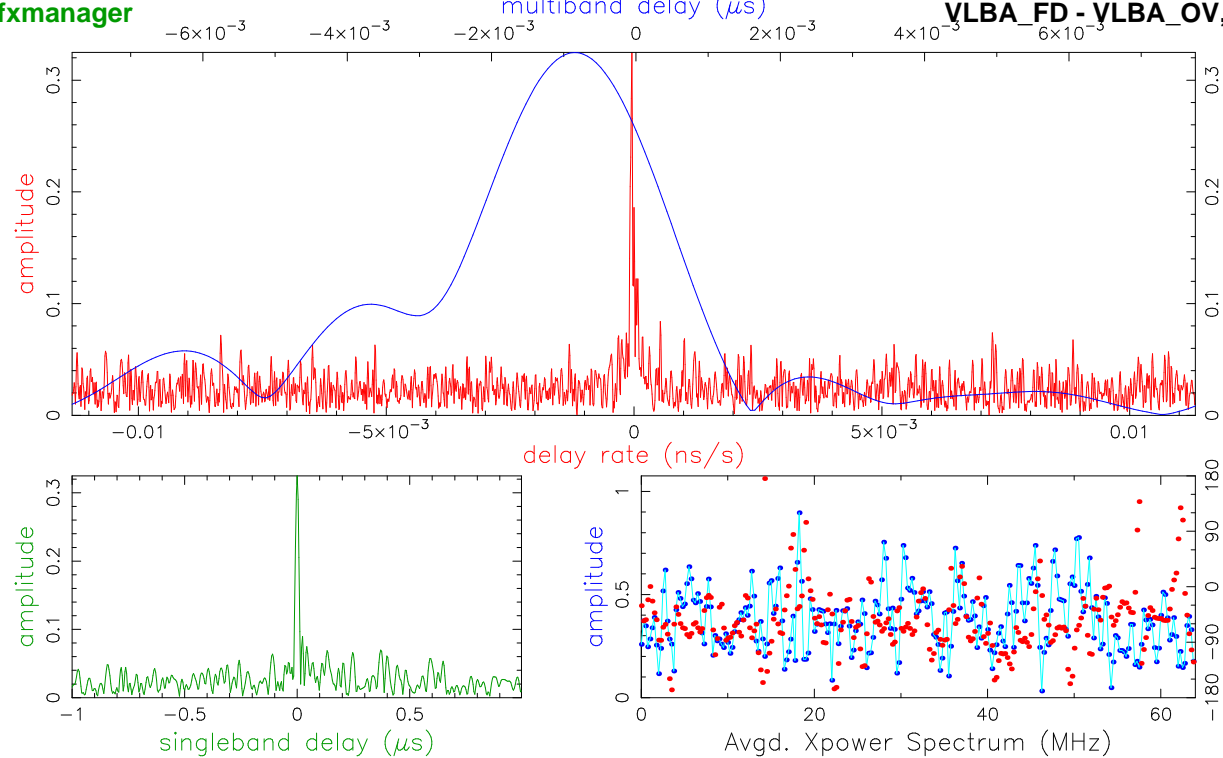 fxmanager
multiband delay (μs)
VLBA_FD - VLBA_OV,
−6×10⁻³ −4×10⁻³ −2×10⁻³ 0 2×10⁻³ 4×10⁻³ 6×10⁻³
amplitude
0 0.1 0.2 0.3
0 0.1 0.2 0.3
−0.01 −5×10⁻³ 0 5×10⁻³ 0.01
delay rate (ns/s)
amplitude
0 0.1 0.2 0.3
−1 −0.5 0 0.5
singleband delay (μs)
amplitude
0 0.5 1
−180 90 0 90 180
0 20 40 60
Avgd. Xpower Spectrum (MHz)